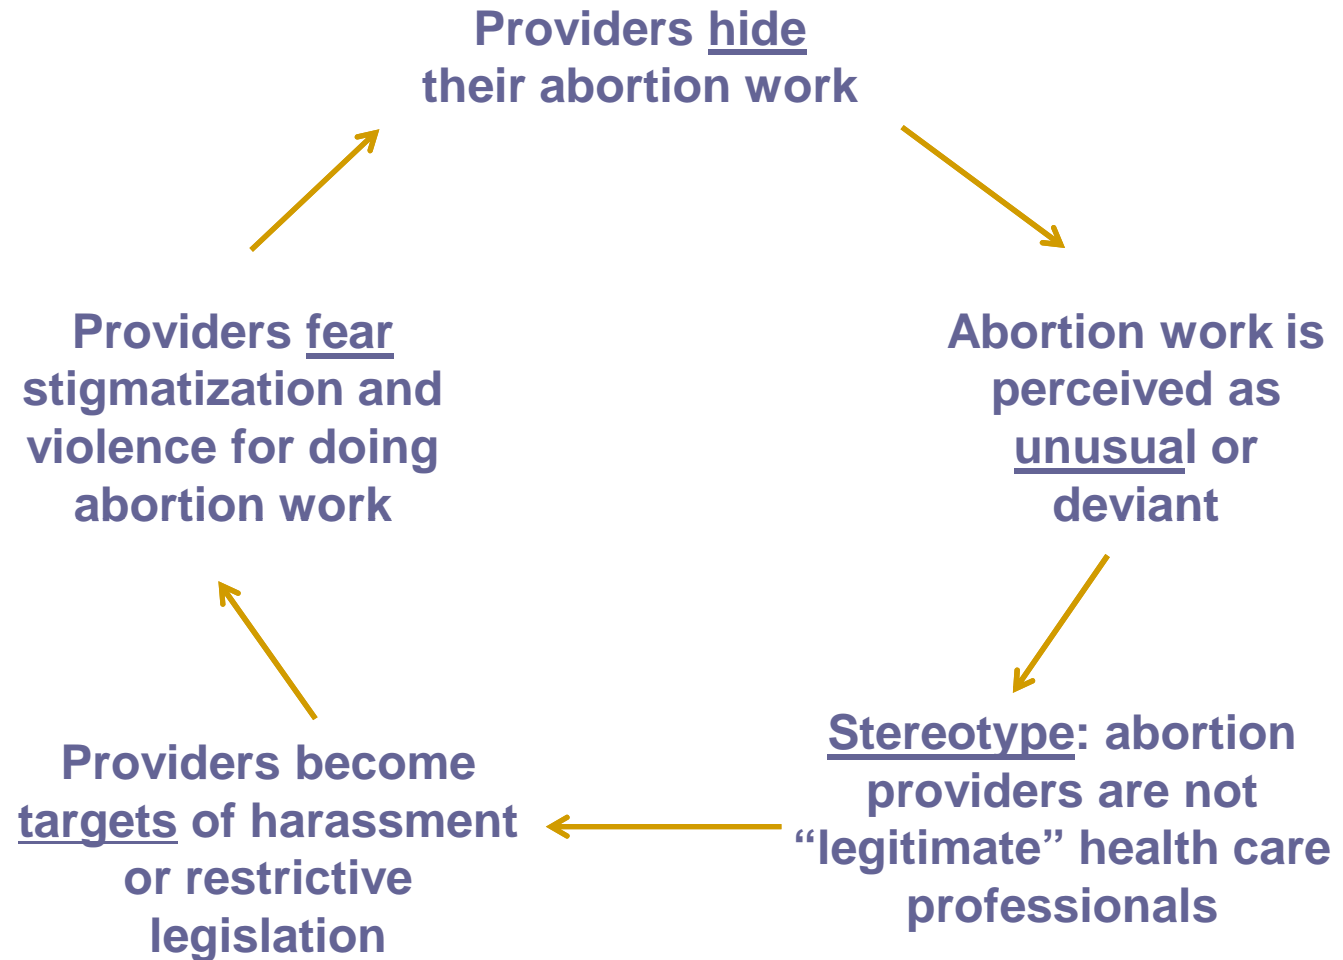 Providers hide
their abortion work
Abortion work is
perceived as
unusual or
deviant
Stereotype: abortion
providers are not
“legitimate” health care
professionals
Providers become
targets of harassment
or restrictive
legislation
Providers fear
stigmatization and
violence for doing
abortion work